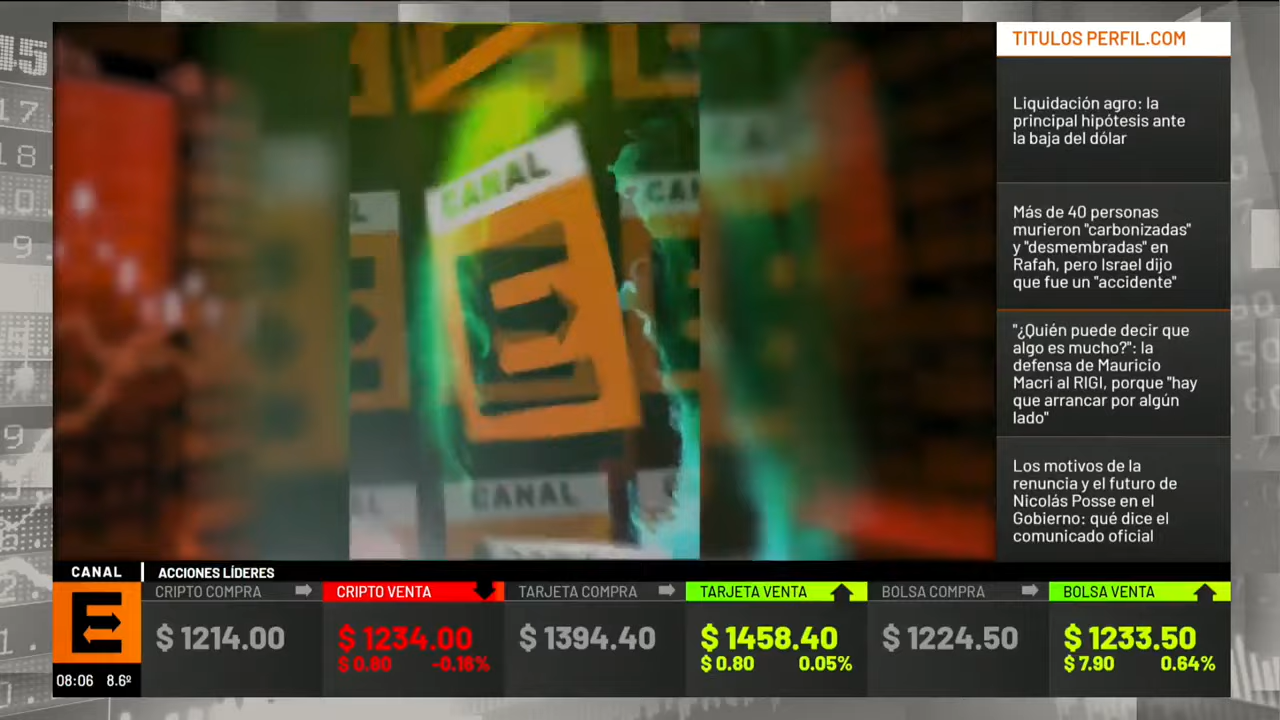 TITULOS PERFIL.COM
Liquidación agro: la
principal hipótesis ante
la baja del dólar
Más de 40 personas
murieron "carbonizadas"
y "desmembradas" en
Rafah, pero Israel dijo
que fue un "accidente"
"¿Quién puede decir que
algo es mucho?": la
defensa de Mauricio
Macri al RIGI, porque "hay
que arrancar por algún
lado"
Los motivos de la
renuncia y el futuro de
Nicolás Posse en el
Gobierno: qué dice el
comunicado oficial
CANAL
E
CANAL
CANAL
ACCIONES LÍDERES
E
08:06 8.6º
CRIPTO COMPRA
$ 1214.00
CRIPTO VENTA
$ 1234.00
$ 0.80 -0.16%
TARJETA COMPRA
$ 1394.40
TARJETA VENTA
$ 1458.40
$ 0.80 0.05%
BOLSA COMPRA
$ 1224.50
BOLSA VENTA
$ 1233.50
$ 7.90 0.64%